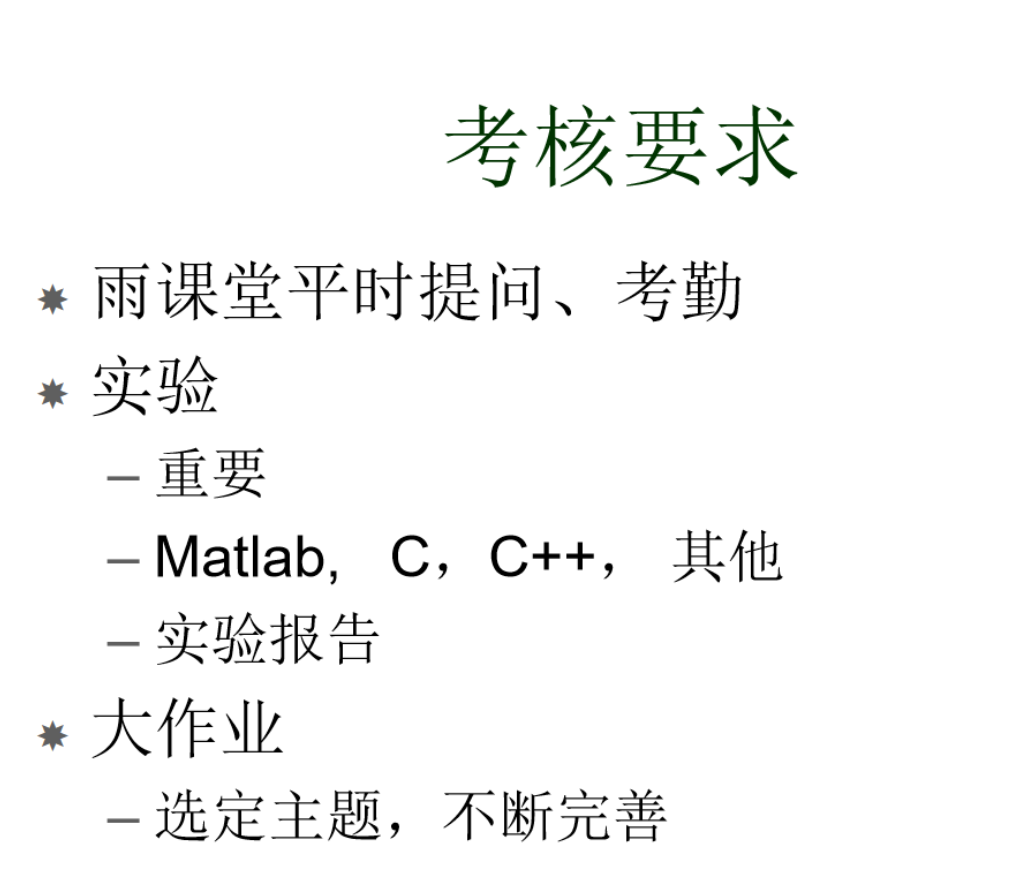 考核要求
雨课堂平时提问、考勤
实验
– 重要
– Matlab, C，C++， 其他
– 实验报告
大作业
– 选定主题，不断完善